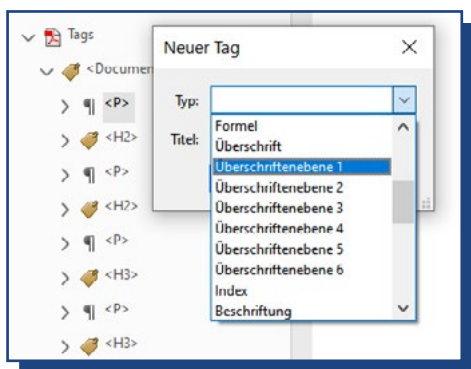 Tags
<Documen
<P>
<H2>
<P>
<H2>
<P>
<H3>
<P>
<H3>
Neuer Tag
Typ:
Titel:
Formel
Überschrift
Überschriftenebene 1
Überschriftenebene 2
Überschriftenebene 3
Überschriftenebene 4
Überschriftenebene 5
Überschriftenebene 6
Index
Beschriftung